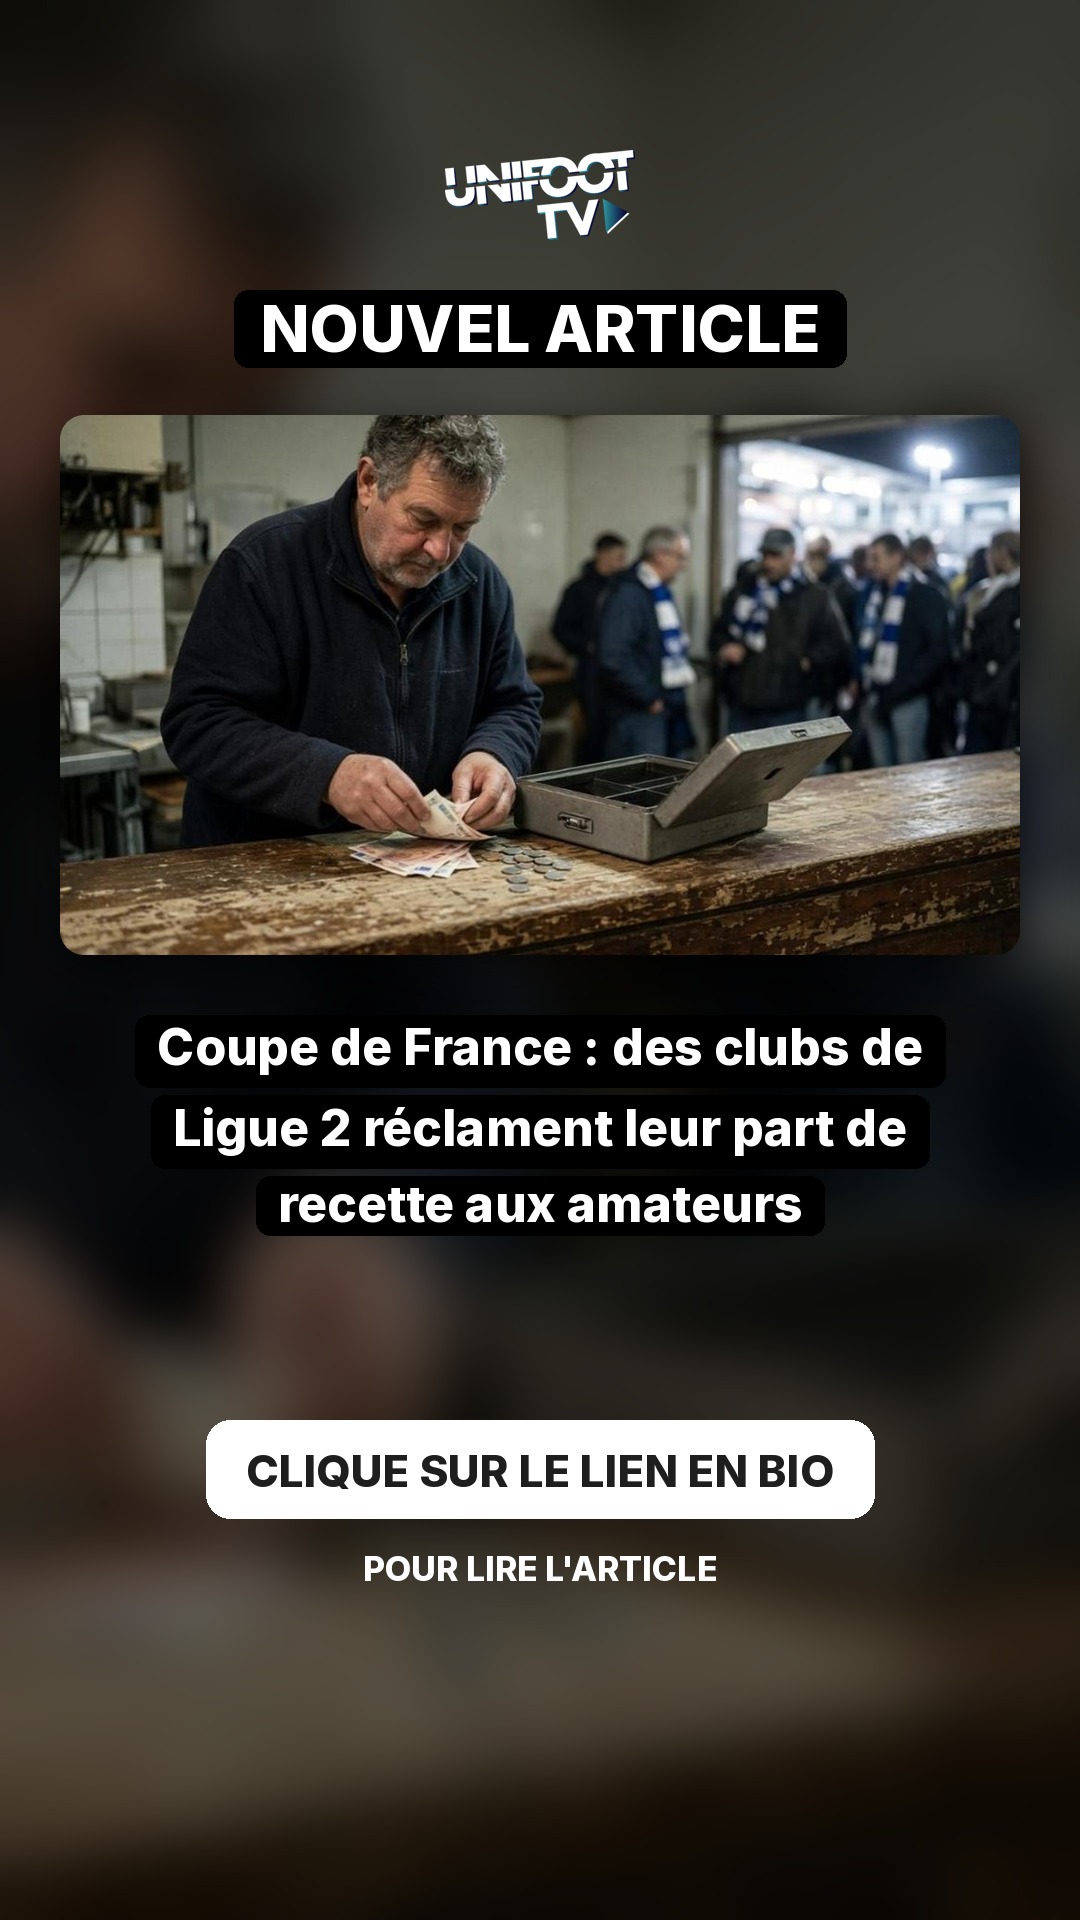 UNIFOOT
TV
NOUVEL ARTICLE
Coupe de France : des clubs de
Ligue 2 réclament leur part de
recette aux amateurs
CLIQUE SUR LE LIEN EN BIO
POUR LIRE L'ARTICLE